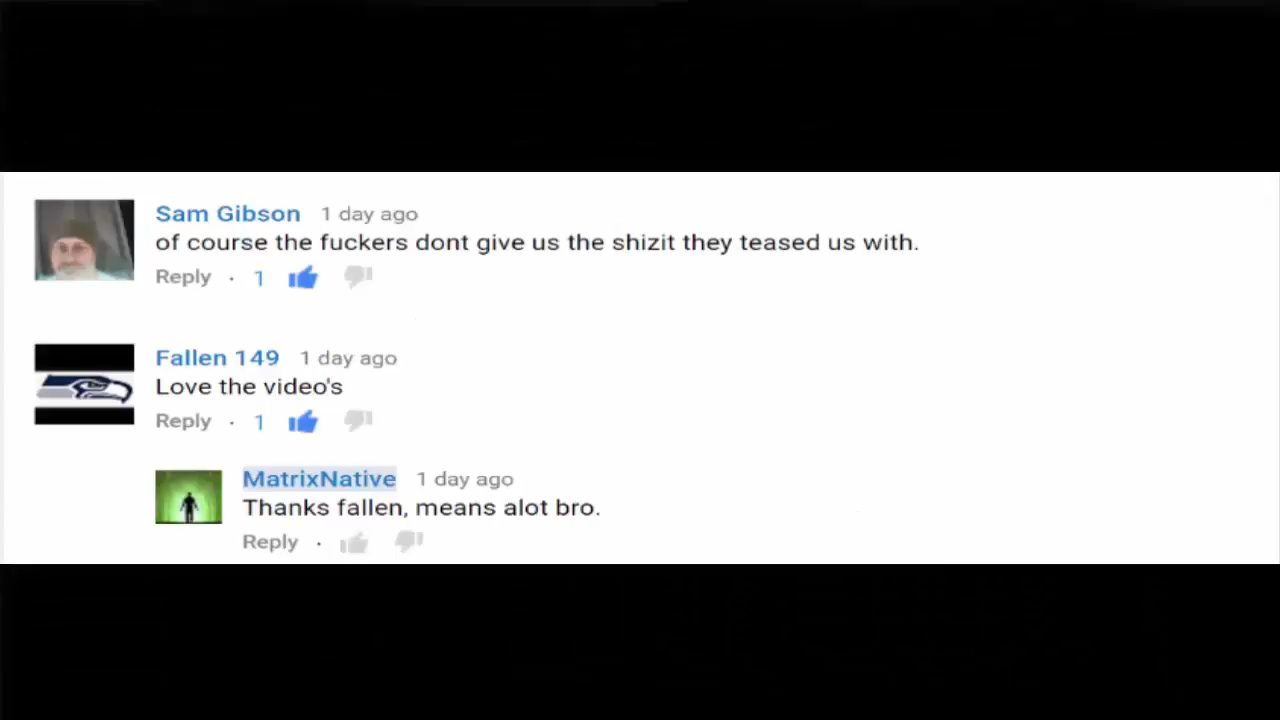 Sam Gibson 1 day ago
of course the fuckers dont give us the shizit they teased us with.
Reply · 1
Fallen 149 1 day ago
Love the video's
Reply · 1
MatrixNative 1 day ago
Thanks fallen, means alot bro.
Reply ·